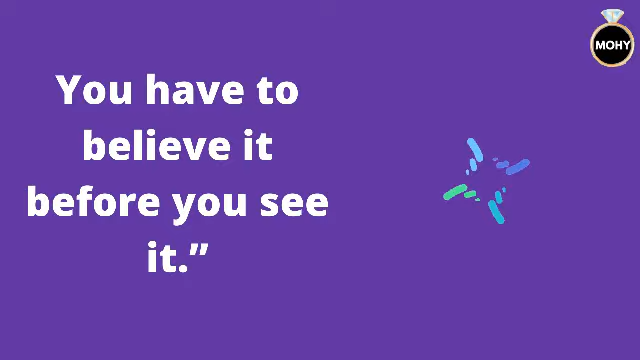 You have to
believe it
before you see
it.”
MOHY